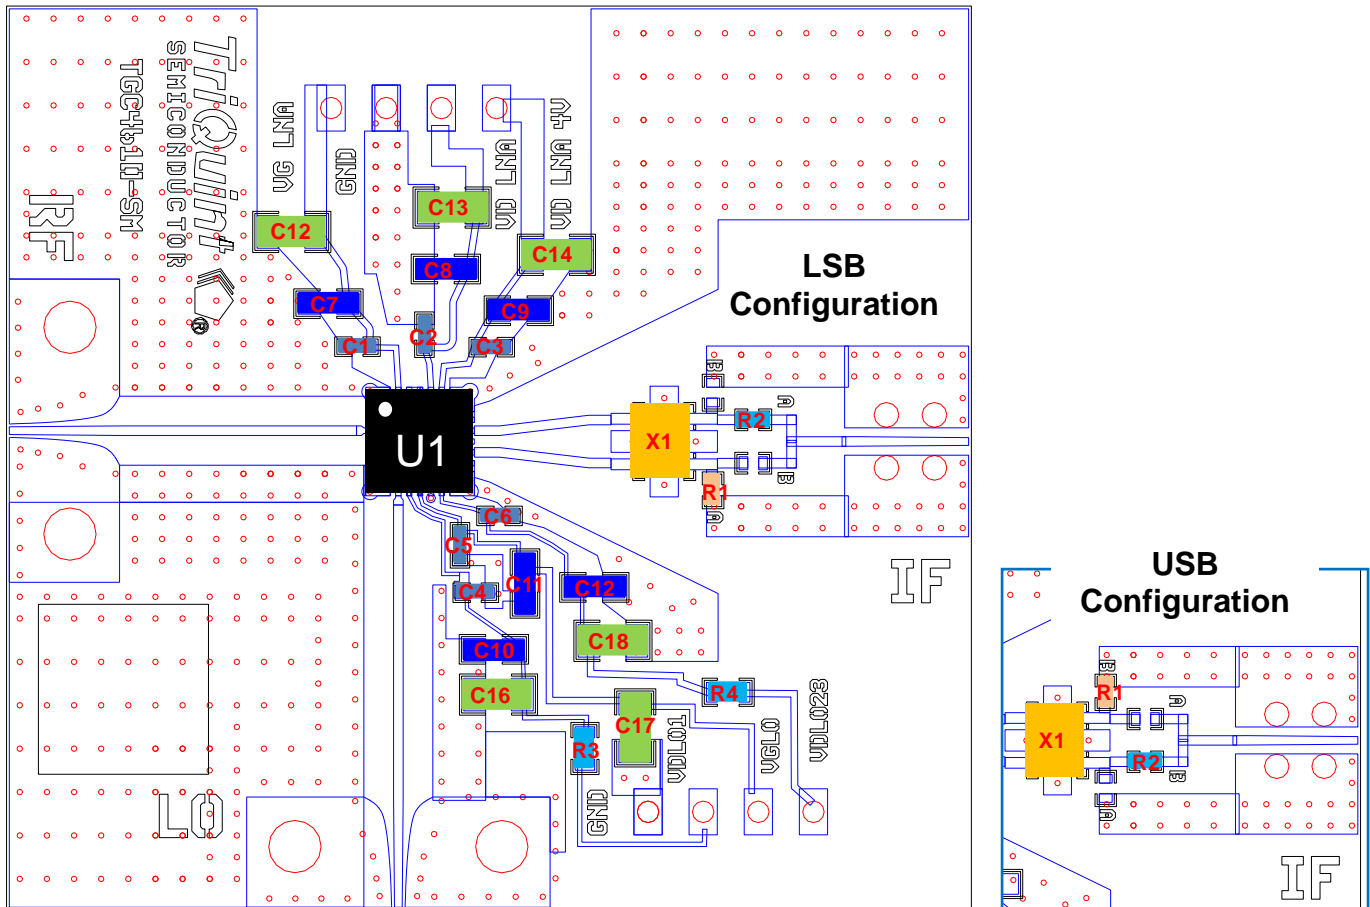 TriQuint
SEMICONDUCTOR
TGC4610-SM
RF
VG LNA
GND
VD LNA
VD LNA 4V
C12
C13
C14
C7
C8
C9
C1
C2
C3
U1
LSB
Configuration
B
A
X1
R2
R1
A
B
IF
C6
C5
C11
C4
C12
C10
C18
C16
R4
C17
R3
VDLO1
VGLO
VDLO23
GND
LO
®
USB
Configuration
B
R1
A
X1
R2
A
B
IF